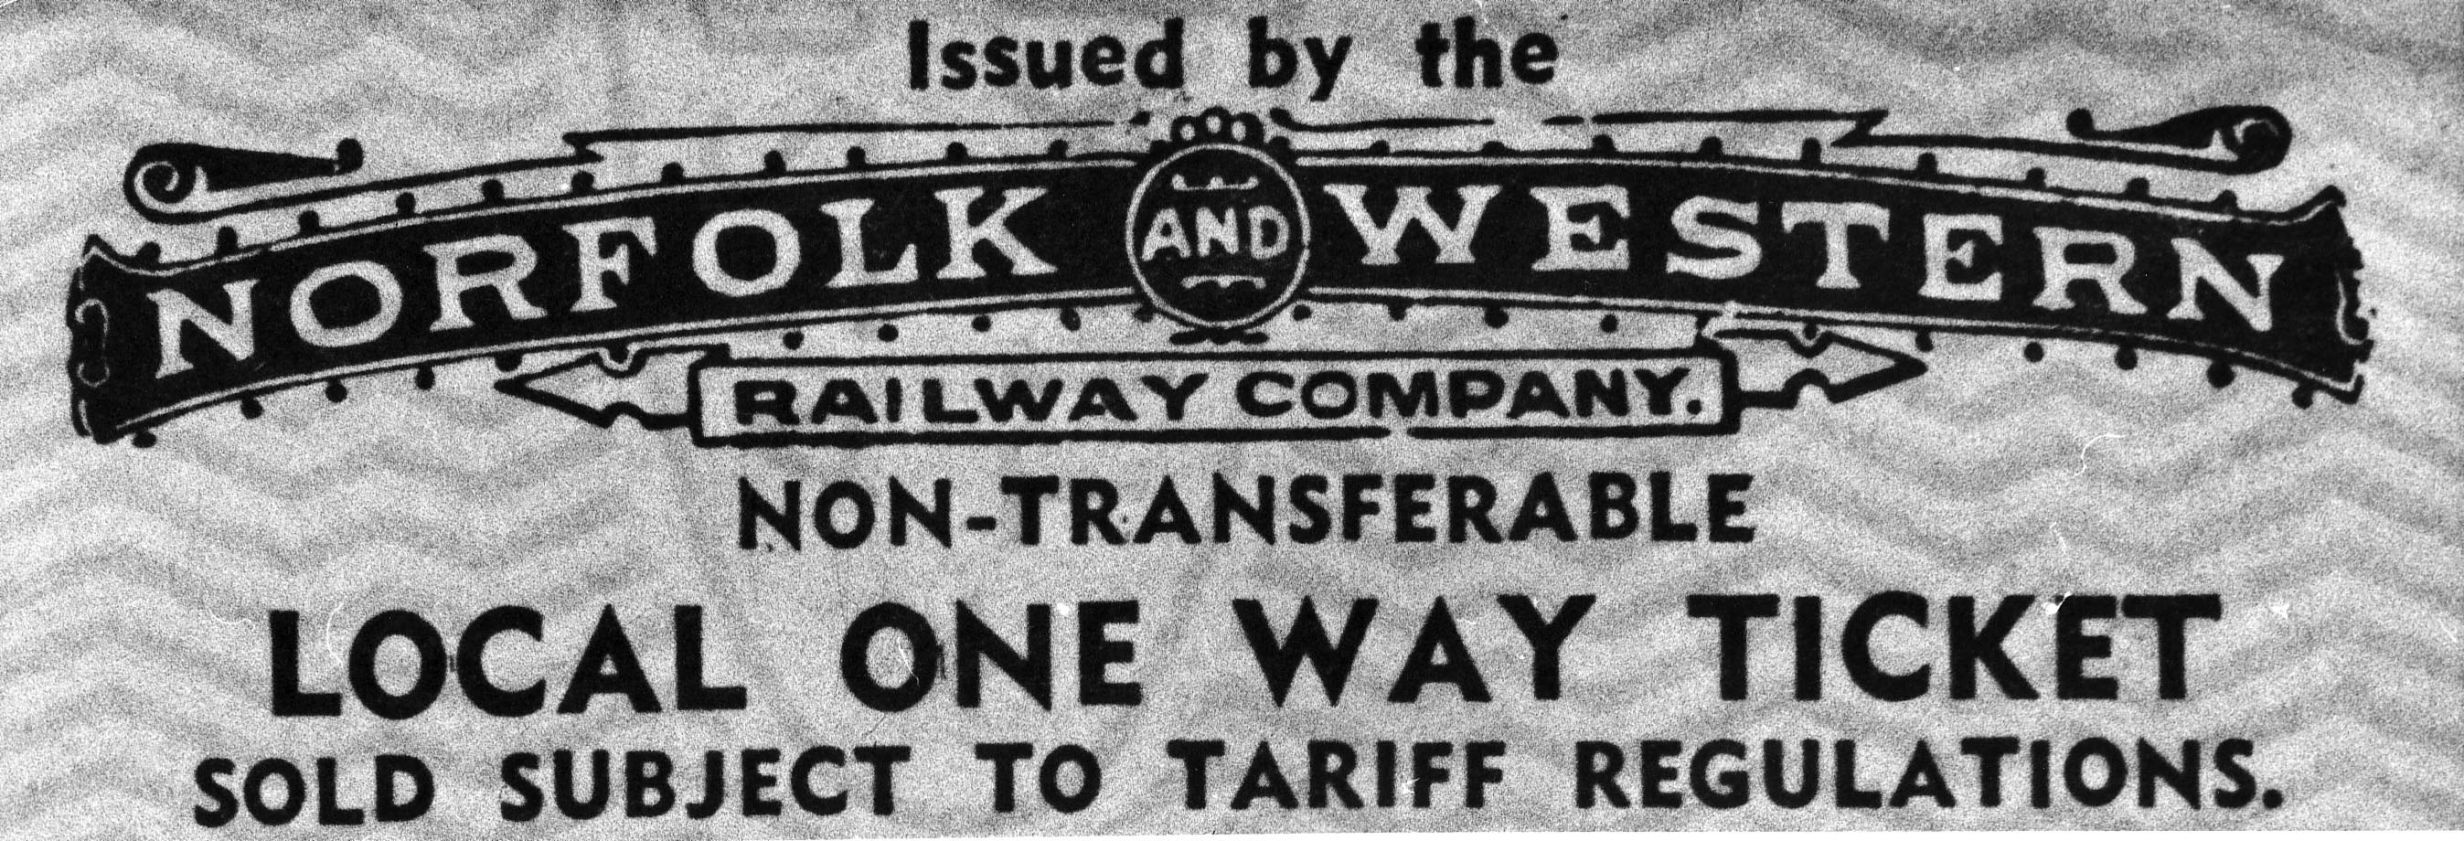 Issued by the
NORFOLK AND WESTERN
RAILWAY COMPANY.
NON-TRANSFERABLE
LOCAL ONE WAY TICKET
SOLD SUBJECT TO TARIFF REGULATIONS.